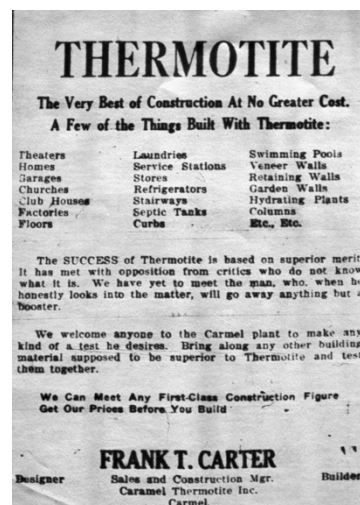 THERMOTITE
The Very Best of Construction At No Greater Cost.
A Few of the Things Built With Thermotite:
Theaters Laundries Swimming Pools
Homes Service Stations Veneer Walls
Garages Stores Retaining Walls
Churches Refrigerators Garden Walls
Club Houses Stairways Hydrating Plants
Factories Septic Tanks Columns
Floors Curbs Etc., Etc.
The SUCCESS of Thermotite is based on superior merit
It has met with opposition from critics who do not know
what it is. We have yet to meet the man, who, when he
honestly looks into the matter, will go away anything but a
booster.
We welcome anyone to the Carmel plant to make any
kind of a test he desires. Bring along any other building
material supposed to be superior to Thermotite and test
them together.
We Can Meet Any First-Class Construction Figure
Get Our Prices Before You Build
FRANK T. CARTER
Designer Sales and Construction Mgr. Builder
Caramel Thermotite Inc.
Carmel